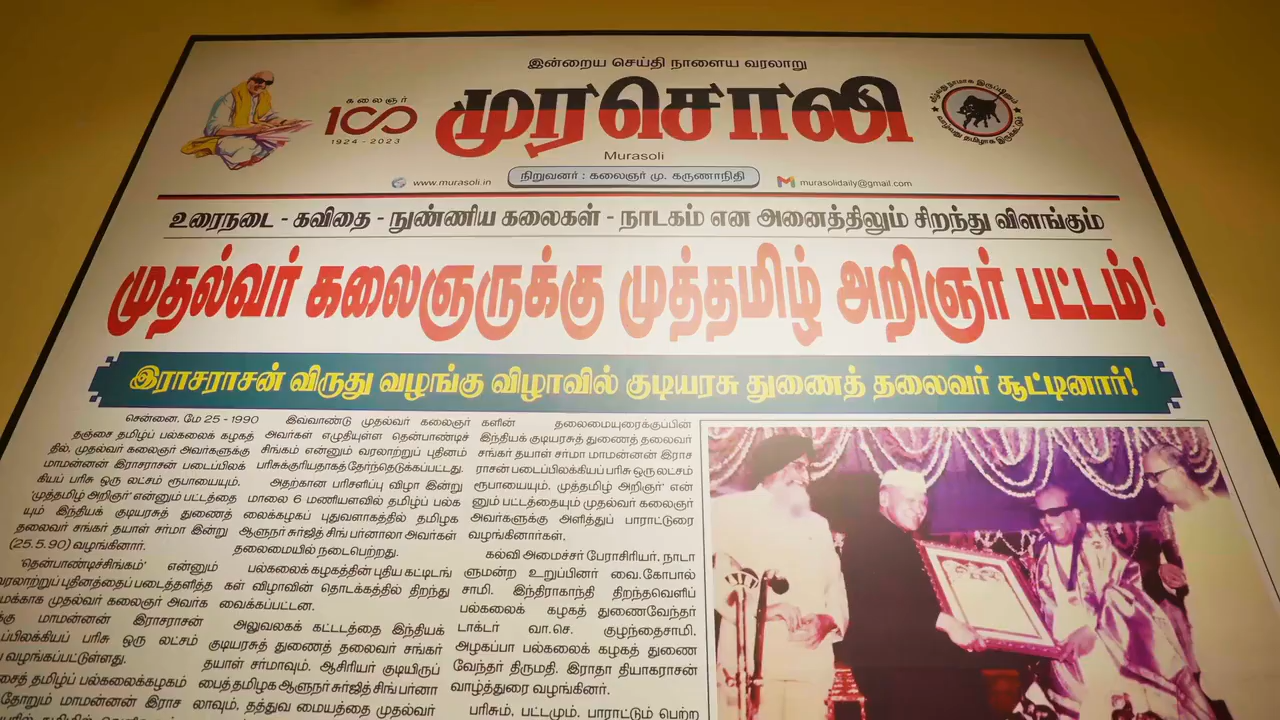 இன்றைய செய்தி நாளைய வரலாறு
கலைஞர்
100
1924 - 2023
முரசொலி
Murasoli
வீழ்வது நாமாக இருப்பினும்
வாழ்வது தமிழாக இருக்கட்டும்
www.murasoli.in
நிறுவனர் : கலைஞர் மு. கருணாநிதி
murasolidaily@gmail.com
உரைநடை - கவிதை - நுண்ணிய கலைகள் - நாடகம் என அனைத்திலும் சிறந்து விளங்கும்
முதல்வர் கலைஞருக்கு முத்தமிழ் அறிஞர் பட்டம்!
இராசராசன் விருது வழங்கு விழாவில் குடியரசு துணைத் தலைவர் சூட்டினார்!
சென்னை, மே 25 - 1990
தஞ்சை தமிழ்ப் பல்கலைக் கழகத்
தில், முதல்வர் கலைஞர் அவர்களுக்கு
மாமன்னன் இராசராசன் படைப்பிலக்
கியப் பரிசு ஒரு லட்சம் ரூபாயையும்,
'முத்தமிழ் அறிஞர்' என்னும் பட்டத்தை
யும் இந்தியக் குடியரசுத் துணைத்
தலைவர் சங்கர் தயாள் சர்மா இன்று
(25.5.90) வழங்கினார்.
'தென்பாண்டிச்சிங்கம்' என்னும்
வரலாற்றுப் புதினத்தைப் படைத்தளித்த
மைக்காக முதல்வர் கலைஞர் அவர்க
கு மாமன்னன் இராசராசன்
ப்பிலக்கியப் பரிசு ஒரு லட்சம்
வழங்கப்பட்டுள்ளது.
சைத் தமிழ்ப் பல்கலைக்கழகம்
தோறும் மாமன்னன் இராச
இவ்வாண்டு முதல்வர் கலைஞர்
அவர்கள் எழுதியுள்ள தென்பாண்டிச்
சிங்கம் என்னும் வரலாற்றுப் புதினம்
பரிசுக்குரியதாகத் தேர்ந்தெடுக்கப்பட்டது.
அதற்கான பரிசளிப்பு விழா இன்று
மாலை 6 மணியளவில் தமிழ்ப் பல்க
லைக்கழகப் புதுவளாகத்தில் தமிழக
ஆளுநர் சுர்ஜித் சிங் பர்னாலா அவர்கள்
தலைமையில் நடைபெற்றது.
பல்கலைக் கழகத்தின் புதிய கட்டிடங்
கள் விழாவின் தொடக்கத்தில் திறந்து
வைக்கப்பட்டன.
அலுவலகக் கட்டடத்தை இந்தியக்
குடியரசுத் துணைத் தலைவர் சங்கர்
தயாள் சர்மாவும், ஆசிரியர் குடியிருப்
பைத் தமிழக ஆளுநர் சுர்ஜித் சிங் பர்னா
லாவும், தத்துவ மையத்தை முதல்வர்
களின் தலைமையுரைக்குப்பின்
இந்தியக் குடியரசுத் துணைத் தலைவர்
சங்கர் தயாள் சர்மா மாமன்னன் இராச
ராசன் படைப்பிலக்கியப் பரிசு ஒரு லட்சம்
ரூபாயையும், முத்தமிழ் அறிஞர்' என்
னும் பட்டத்தையும் முதல்வர் கலைஞர்
அவர்களுக்கு அளித்துப் பாராட்டுரை
வழங்கினார்கள்.
கல்வி அமைச்சர் பேராசிரியர், நாடா
ளுமன்ற உறுப்பினர் வை.கோபால்
சாமி, இந்திராகாந்தி திறந்தவெளிப்
பல்கலைக் கழகத் துணைவேந்தர்
டாக்டர் வா.செ. குழந்தைசாமி,
அழகப்பா பல்கலைக் கழகத் துணை
வேந்தர் திருமதி. இராதா தியாகராசன்
வாழ்த்துரை வழங்கினர்.
பரிசும், பட்டமும், பாராட்டும் பெற்ற